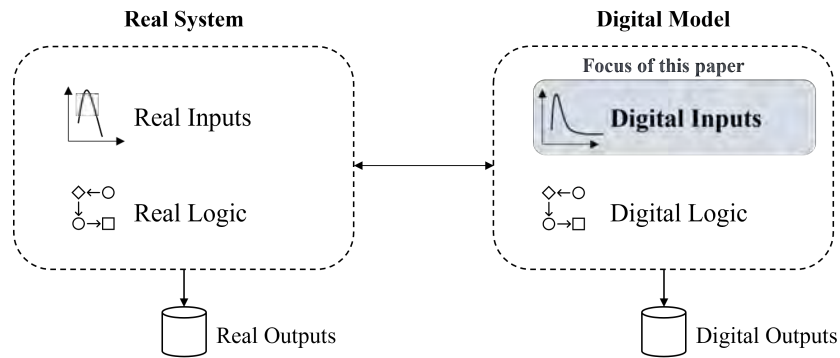 Real System
Digital Model
Focus of this paper
Real Inputs
Digital Inputs
Real Logic
Digital Logic
Real Outputs
Digital Outputs